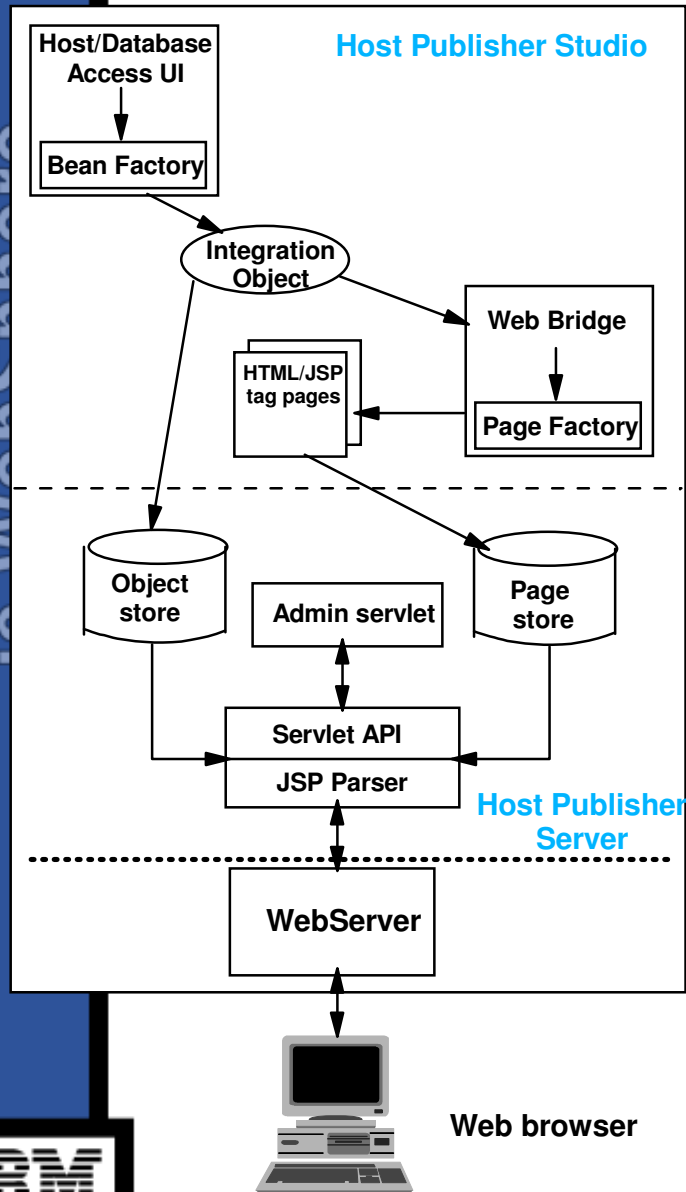 Host/Database
Access UI
Host Publisher Studio
Bean Factory
Integration
Object
Web Bridge
HTML/JSP
tag pages
Page Factory
Object
store
Admin servlet
Page
store
Servlet API
JSP Parser
Host Publisher
Server
WebServer
Web browser